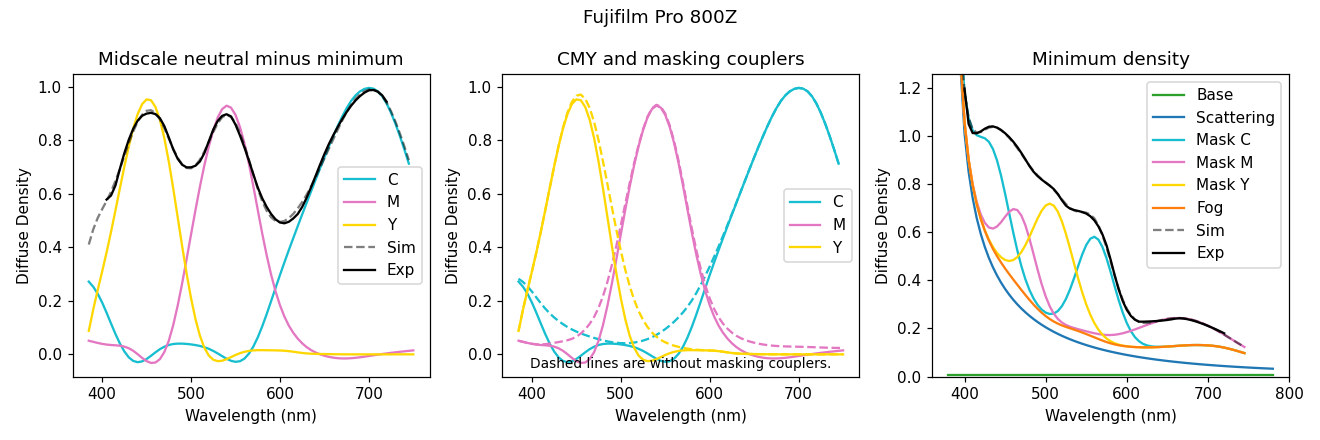 Fujifilm Pro 800Z
Midscale neutral minus minimum
Diffuse Density
1.0
0.8
0.6
0.4
0.2
0.0
C
M
Y
Sim
Exp
400
500
600
700
Wavelength (nm)
CMY and masking couplers
Diffuse Density
1.0
0.8
0.6
0.4
0.2
0.0
C
M
Y
Dashed lines are without masking couplers.
400
500
600
700
Wavelength (nm)
Minimum density
Diffuse Density
1.2
1.0
0.8
0.6
0.4
0.2
0.0
Base
Scattering
Mask C
Mask M
Mask Y
Fog
Sim
Exp
400
500
600
700
800
Wavelength (nm)